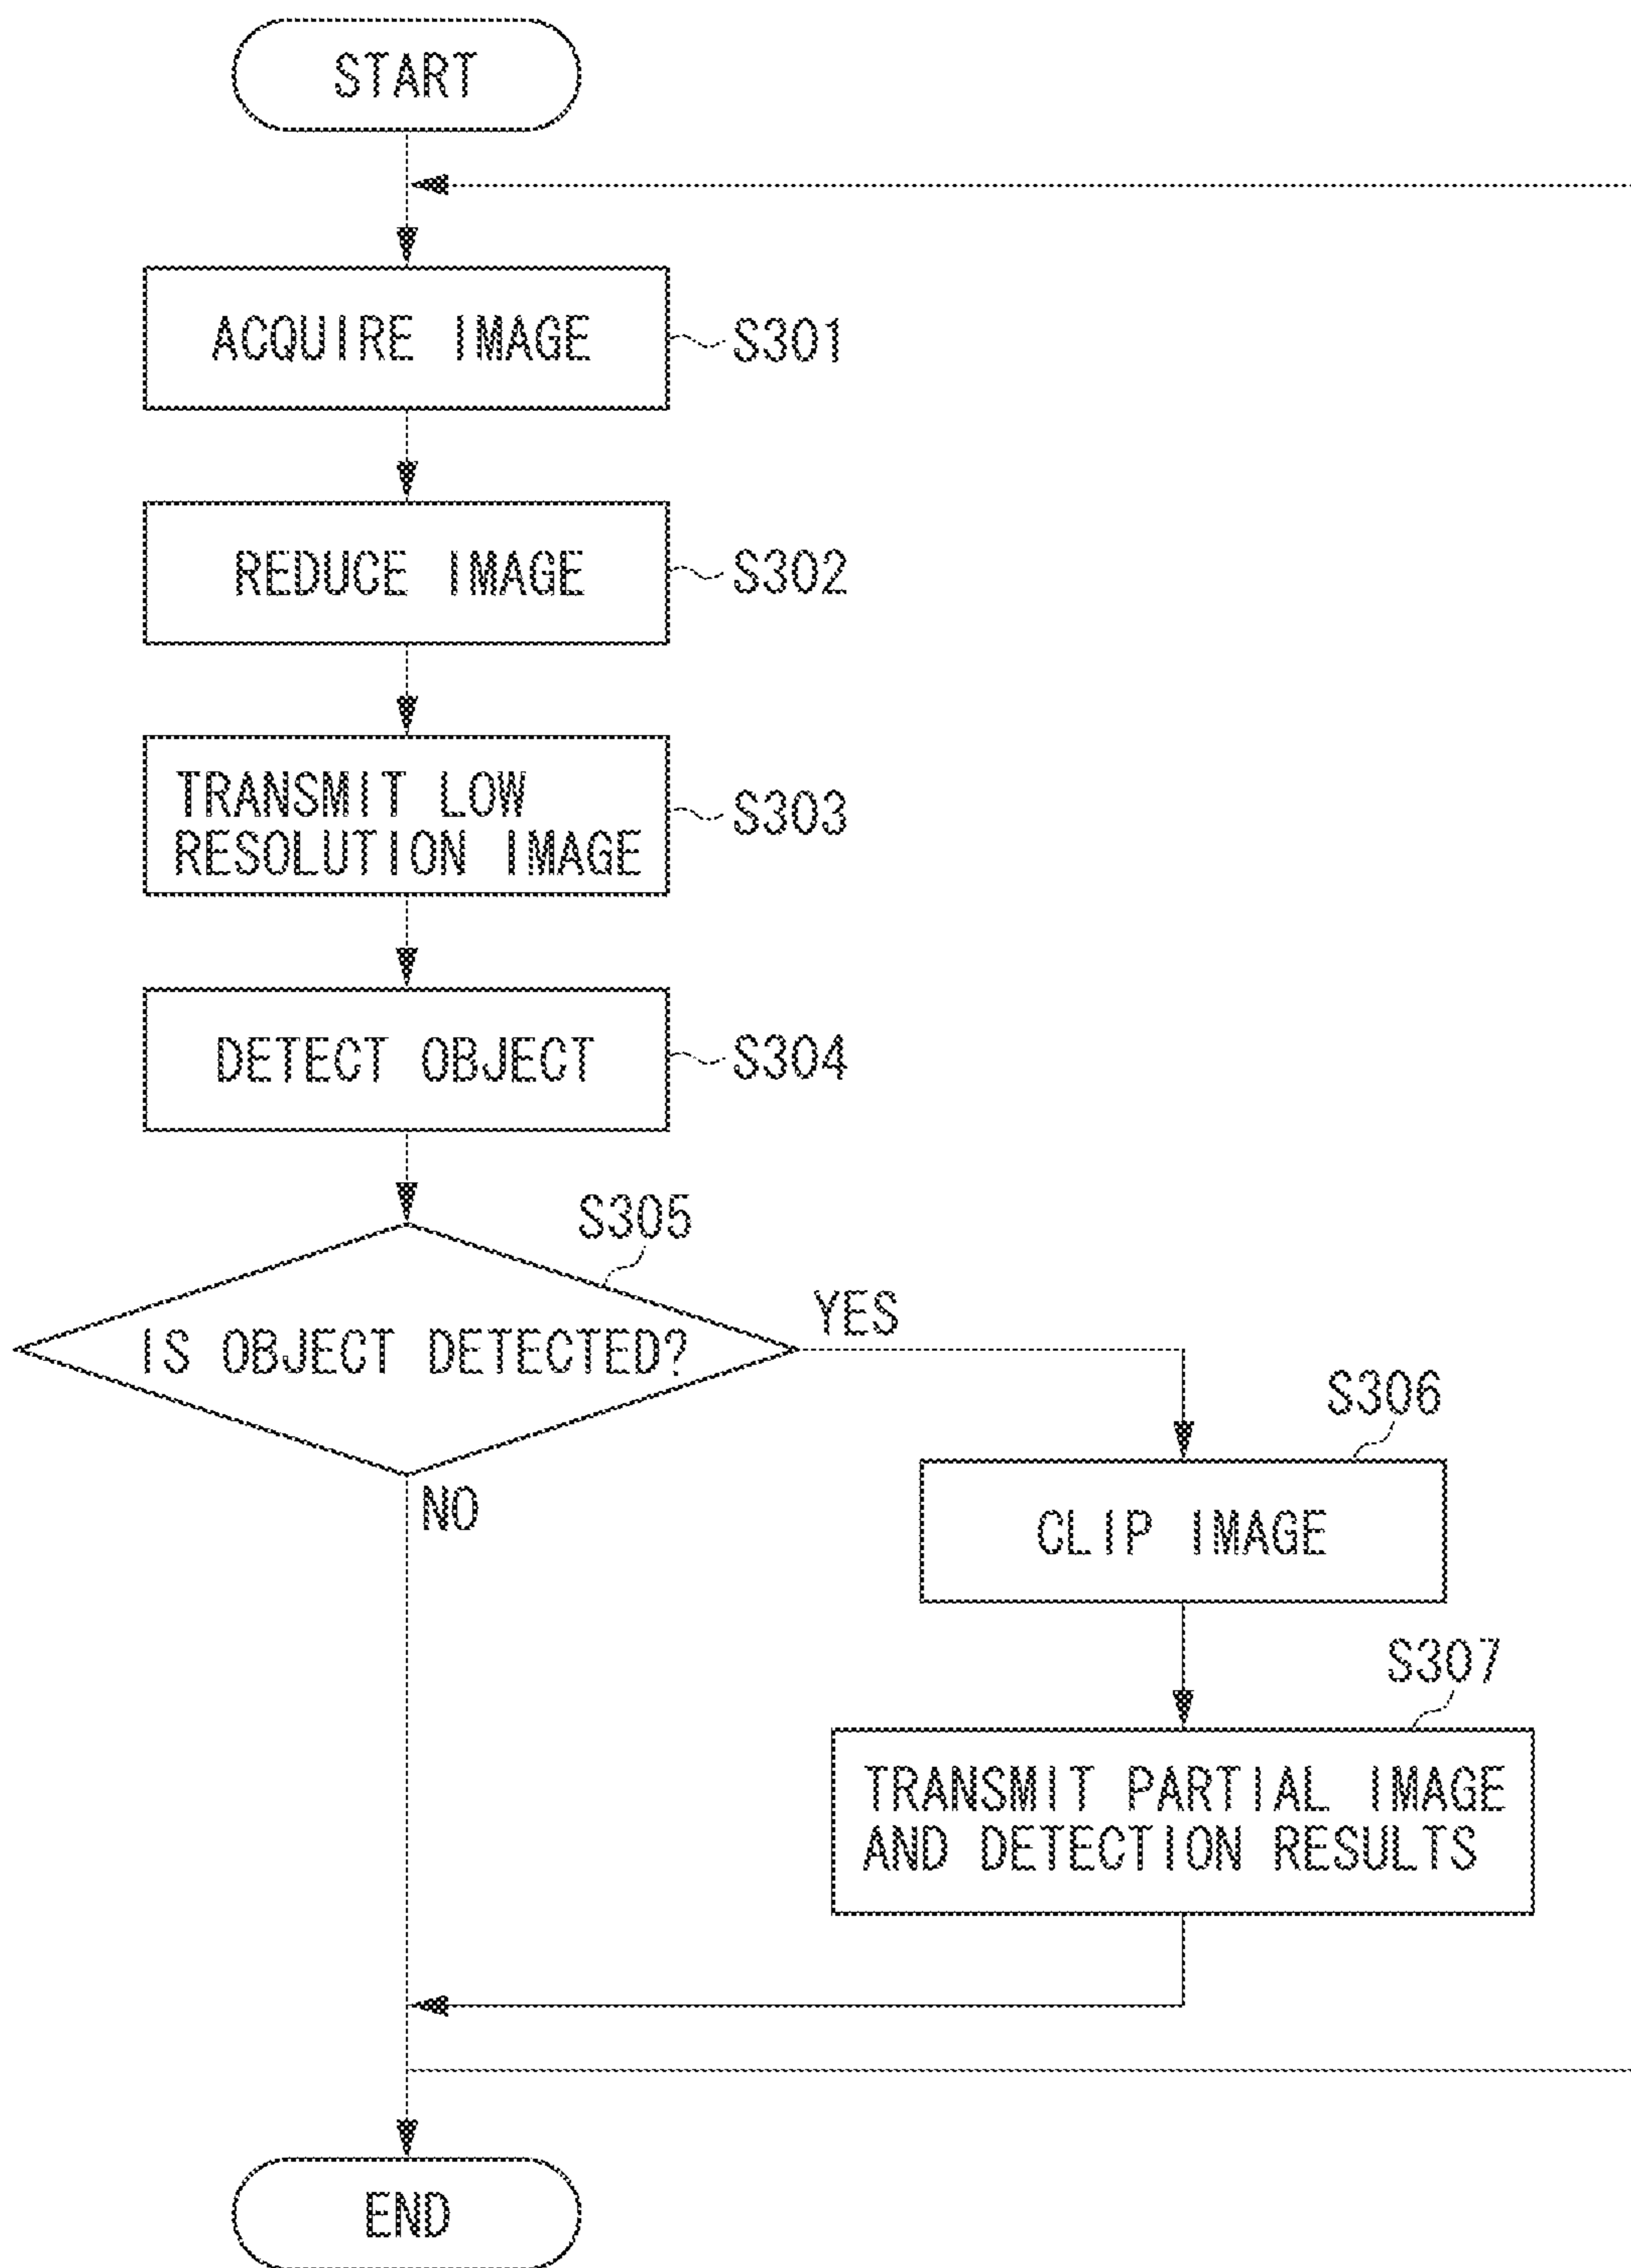 START
ACQUIRE IMAGE
S301
REDUCE IMAGE
S302
TRANSMIT LOW
RESOLUTION IMAGE
S303
DETECT OBJECT
S304
S305
IS OBJECT DETECTED?
YES
NO
S306
CLIP IMAGE
S307
TRANSMIT PARTIAL IMAGE
AND DETECTION RESULTS
END